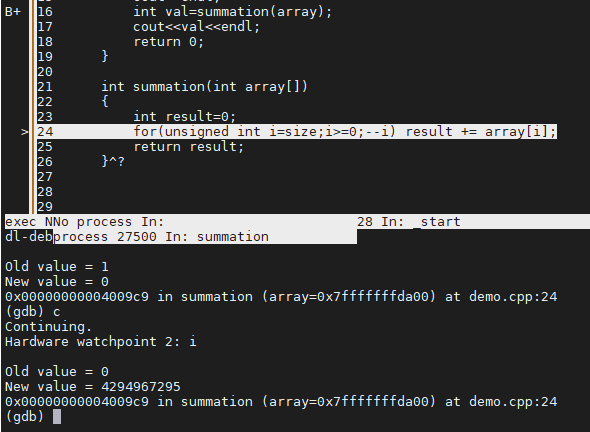 B+ 16 int val=summation(array);
17 cout<<val<<endl;
18 return 0;
19 }
20
21 int summation(int array[])
22 {
23 int result=0;
>24 for(unsigned int i=size;i>=0;--i) result += array[i];
25 return result;
26 }^?
27
28
29
exec NNo process In: 28 In: _start
dl-debprocess 27500 In: summation
Old value = 1
New value = 0
0x00000000004009c9 in summation (array=0x7fffffffda00) at demo.cpp:24
(gdb) c
Continuing.
Hardware watchpoint 2: i
Old value = 0
New value = 4294967295
0x00000000004009c9 in summation (array=0x7fffffffda00) at demo.cpp:24
(gdb)